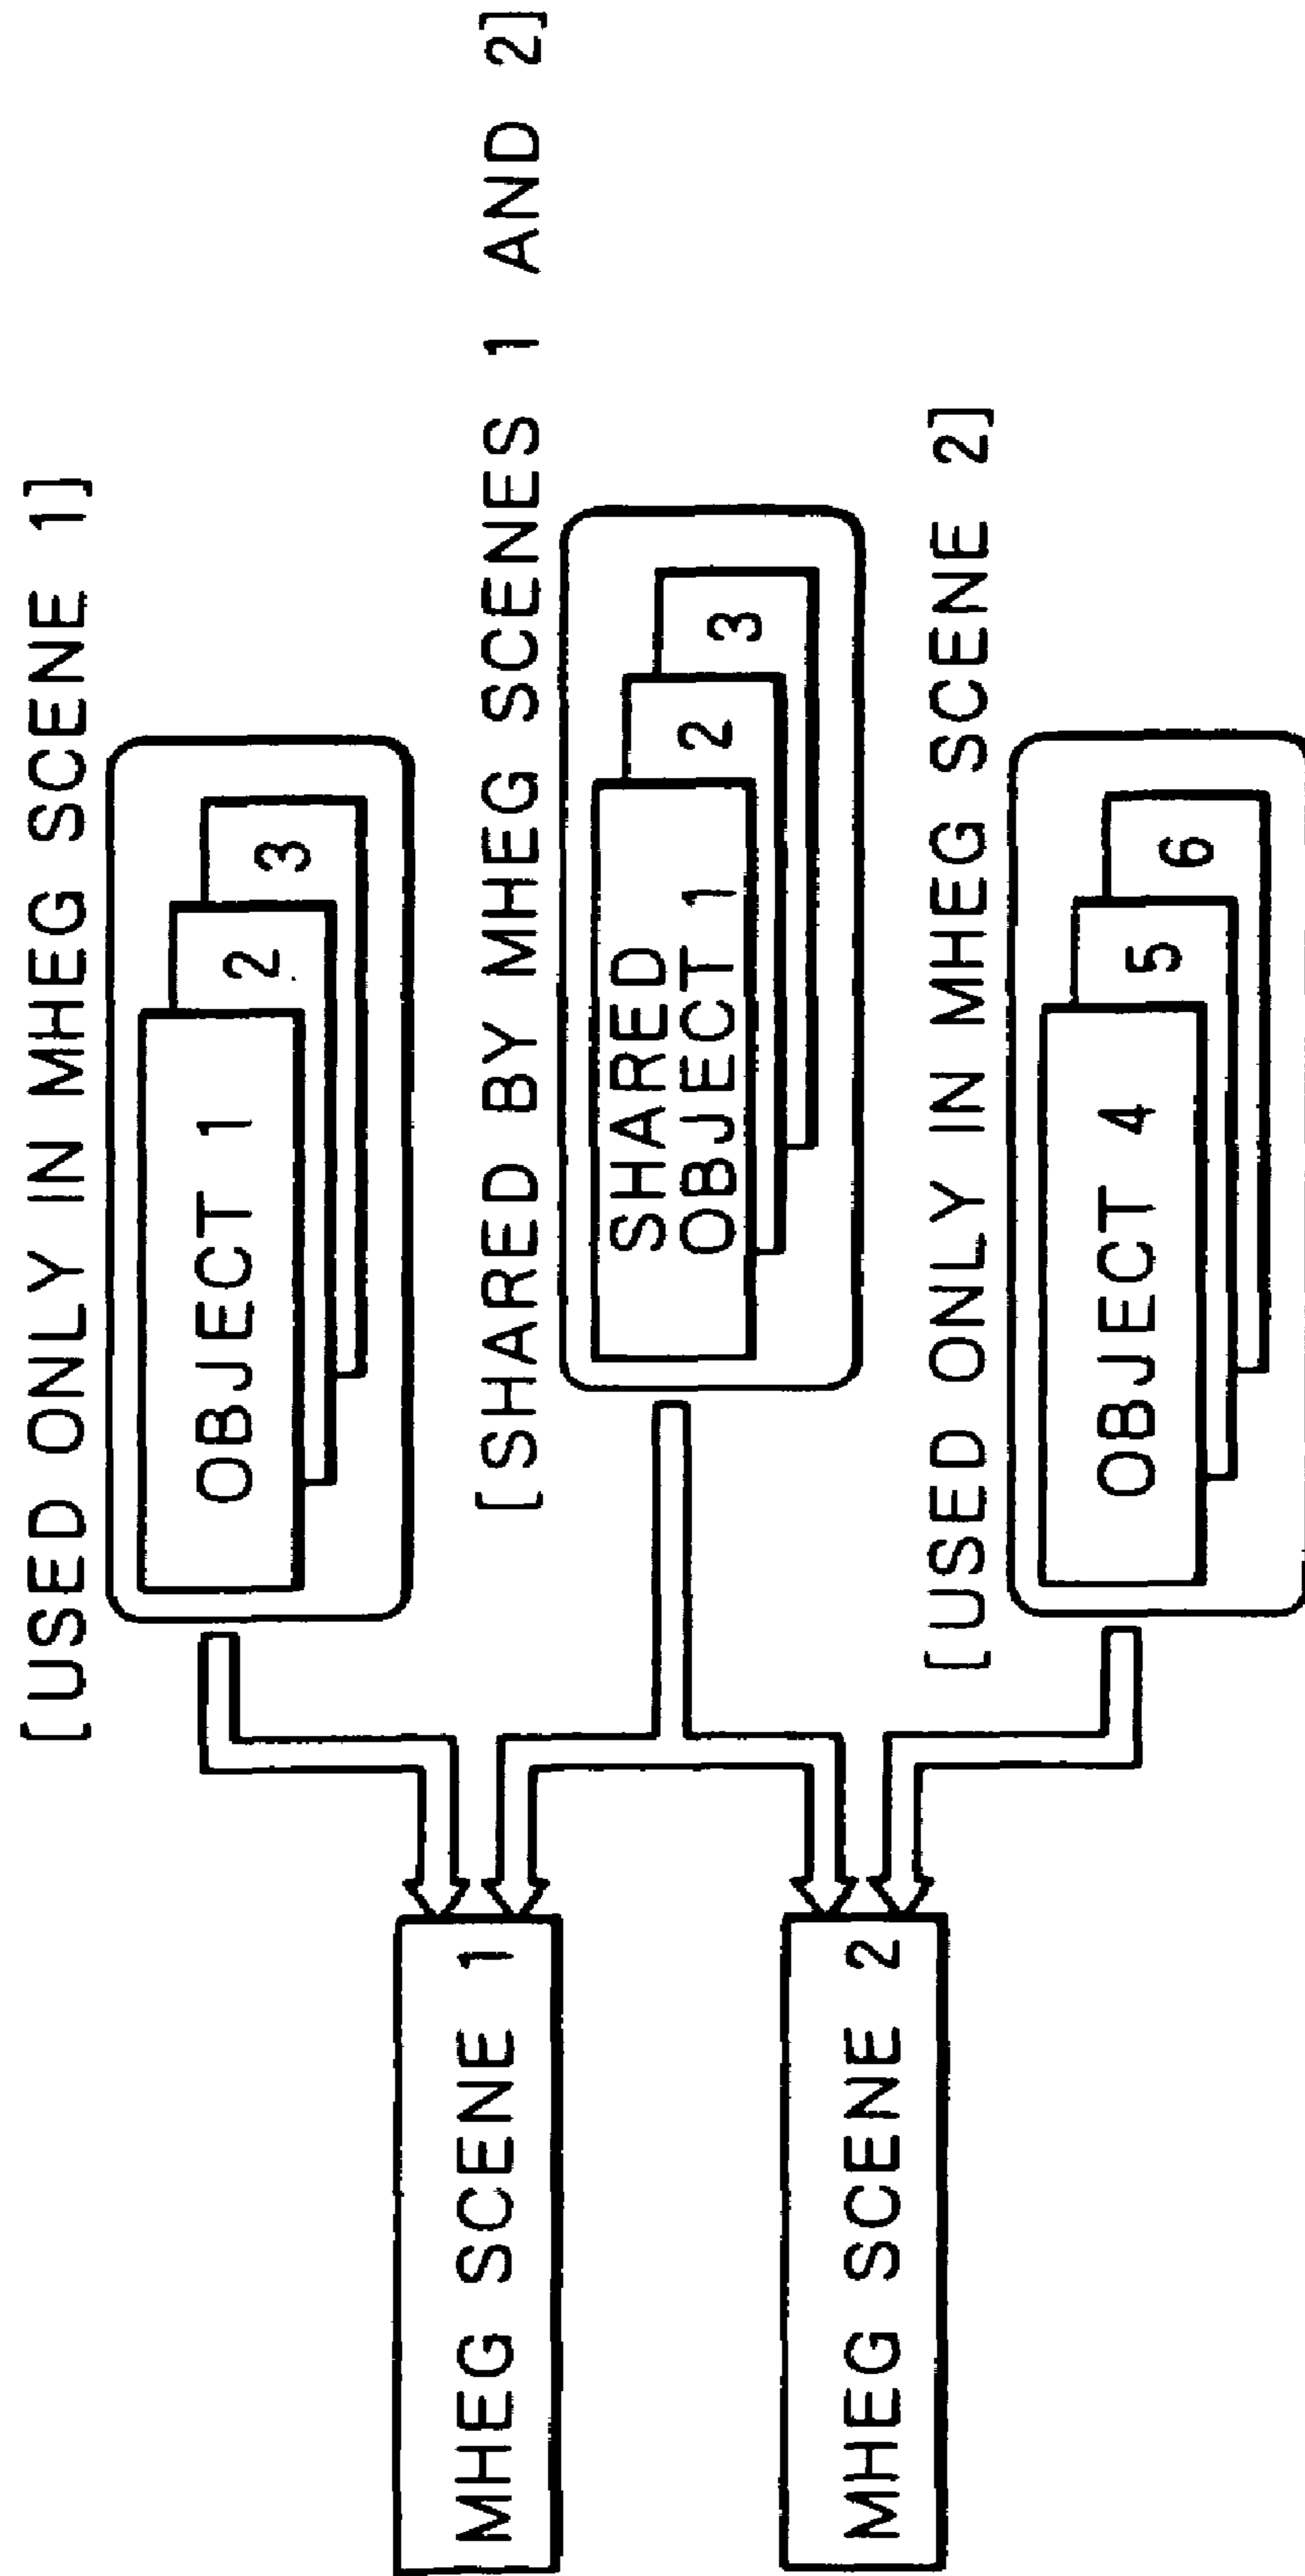 [USED ONLY IN MHEG SCENE 1]
OBJECT 1
2
3
MHEG SCENE 1
[SHARED BY MHEG SCENES 1 AND 2]
SHARED
OBJECT 1
2
3
MHEG SCENE 2
[USED ONLY IN MHEG SCENE 2]
OBJECT 4
5
6